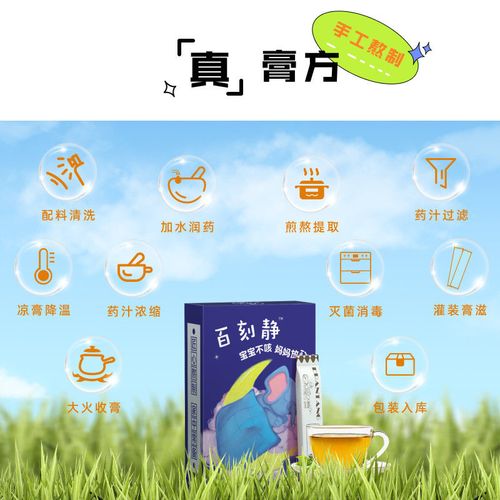 手工熬制
「真」膏方
配料清洗
加水润药
煎熬提取
药汁过滤
凉膏降温
药汁浓缩
灭菌消毒
灌装膏滋
百刻静™
宝宝不咳 妈妈放
大火收膏
包装入库